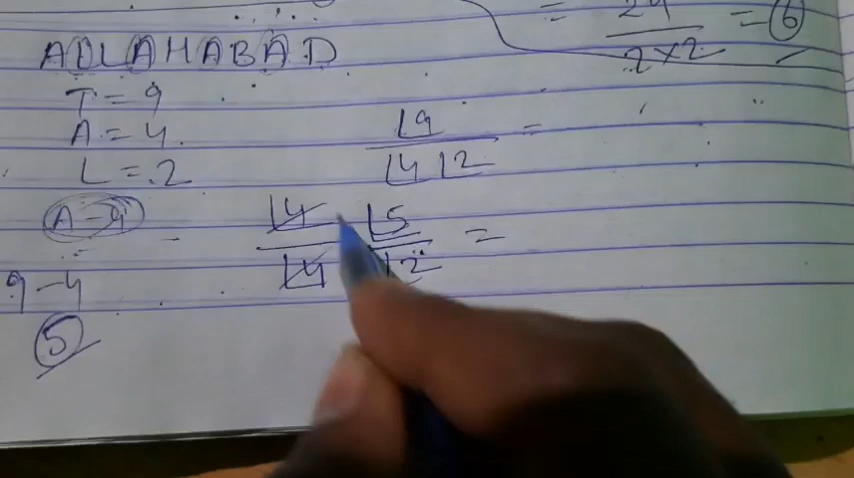 = 24 / 2×2 = 6
ALLAHABAD
T = 9
A = 4
L = 2
⌊9 / ⌊4 ⌊2 =
A - 4
⌊4 / ⌊4 ⌊5 / ⌊2 =
9 - 4
5